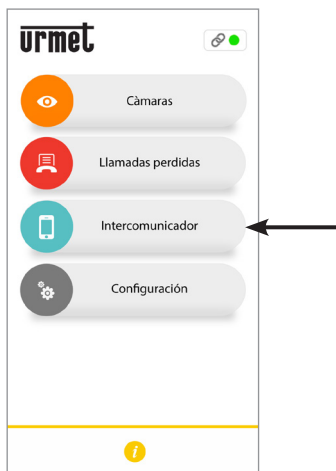 urmet
Càmaras
Llamadas perdidas
Intercomunicador
Configuración
i